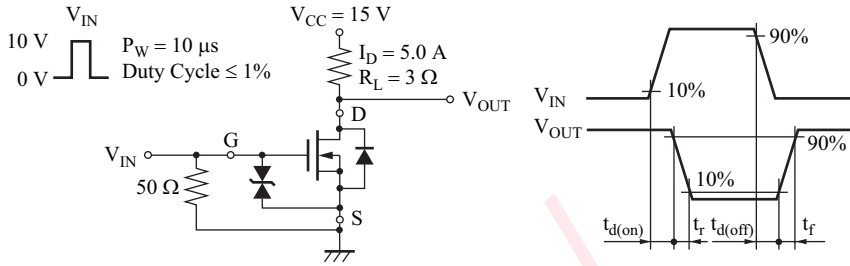 V_IN
10 V
0 V
P_W = 10 μs
Duty Cycle ≤ 1%
V_CC = 15 V
I_D = 5.0 A
R_L = 3 Ω
V_OUT
D
V_IN
G
50 Ω
S
V_IN
V_OUT
90%
10%
90%
10%
t_d(on)
t_r
t_d(off)
t_f